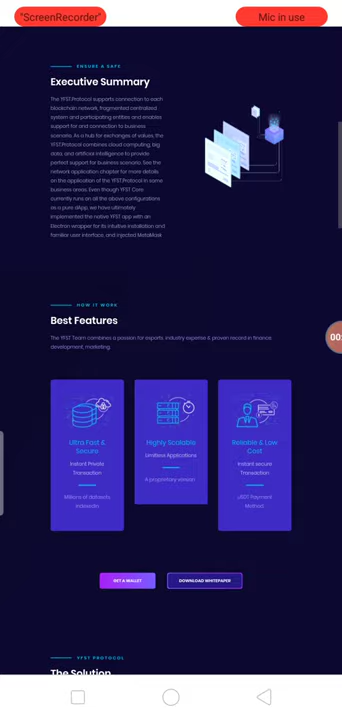 "ScreenRecorder"
Mic in use
ENSURE & SAFE
Executive Summary
The YFST.Protocol supports connection to each
blockchain network, fragmented centralised
system and participating entities and enables
support for and connection to business
scenario. As a hub for exchanges of values, the
YFST.Protocol combines cloud computing, big
data, and artificial intelligence to provide
perfect support for business scenario. See the
network application chapter for more details
on the application of the YFST.Protocol in some
business areas. Even though YFST Core
currently runs on all the above configurations
as a pure dApp, we have ultimately
implemented the native YFST app with an
Electron wrapper for its intuitive installation and
familiar user interface, and injected MetaMask
HOW IT WORK
Best Features
The YFST Team combines a passion for esports, industry expertise & proven record in finance
development, marketing.
Ultra Fast &
Secure
Instant Private
Transaction
Millions of datasets
indexedin
Highly Scalable
Limitless Applications
A proprietary-ensson
Reliable & Low
Cost
Instant secure
Transaction
USDT Payment
Method
00:
GET A WALLET
DOWNLOAD WHITEPAPER
YFST PROTOCOL
The Solution